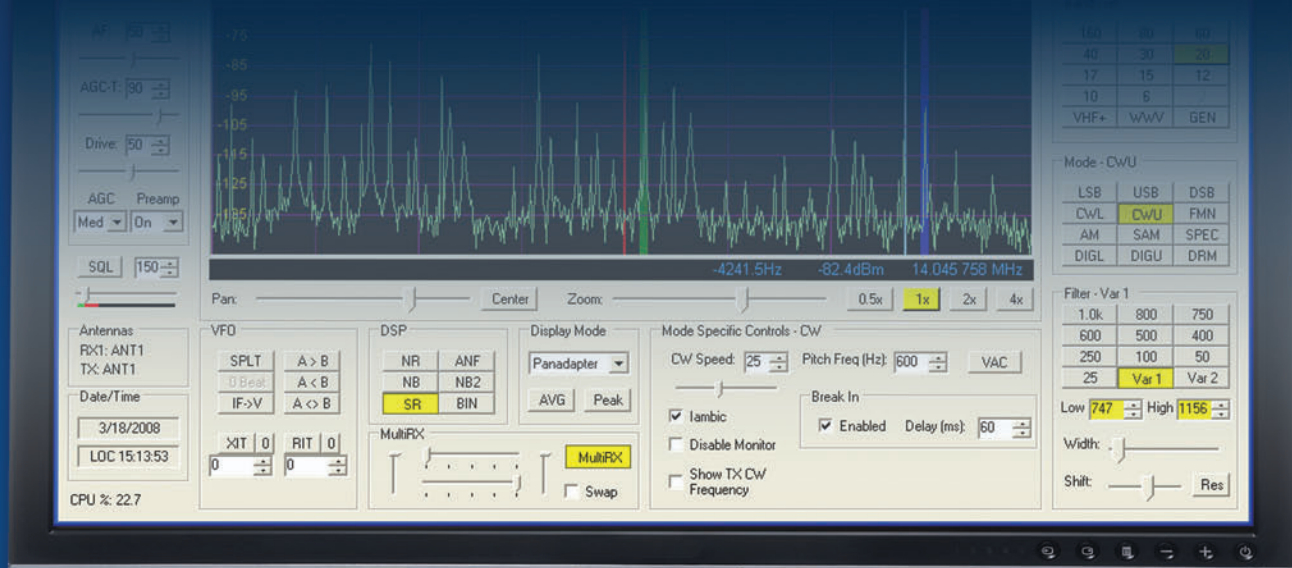 AF: 50
-75
160 80 60
40 30 20
-85
17 15 12
AGC-T: 90
-95
10 6
-105
VHF+ WWV GEN
Drive: 50
-115
Mode - CWU
-125
AGC Preamp
LSB USB DSB
Med On
-135
CWL CWU FMN
AM SAM SPEC
DIGL DIGU DRM
SQL 150
-4241.5Hz -82.4dBm 14.045 758 MHz
Pan: Center Zoom: 0.5x 1x 2x 4x
Filter - Var 1
1.0k 800 750
600 500 400
250 100 50
25 Var 1 Var 2
Low 747 High 1156
Width:
Shift: Res
Antennas
RX1: ANT1
TX: ANT1
Date/Time
3/18/2008
LOC 15:13:53
CPU %: 22.7
VFO
SPLT A > B
0 Beat A < B
IF->V A <> B
XIT 0 RIT 0
0 0
DSP
NR ANF
NB NB2
SR BIN
Display Mode
Panadapter
AVG Peak
MultiRX
MultiRX
Swap
Mode Specific Controls - CW
CW Speed: 25 Pitch Freq (Hz): 600 VAC
Iambic
Disable Monitor
Show TX CW
Frequency
Break In
Enabled Delay (ms): 60